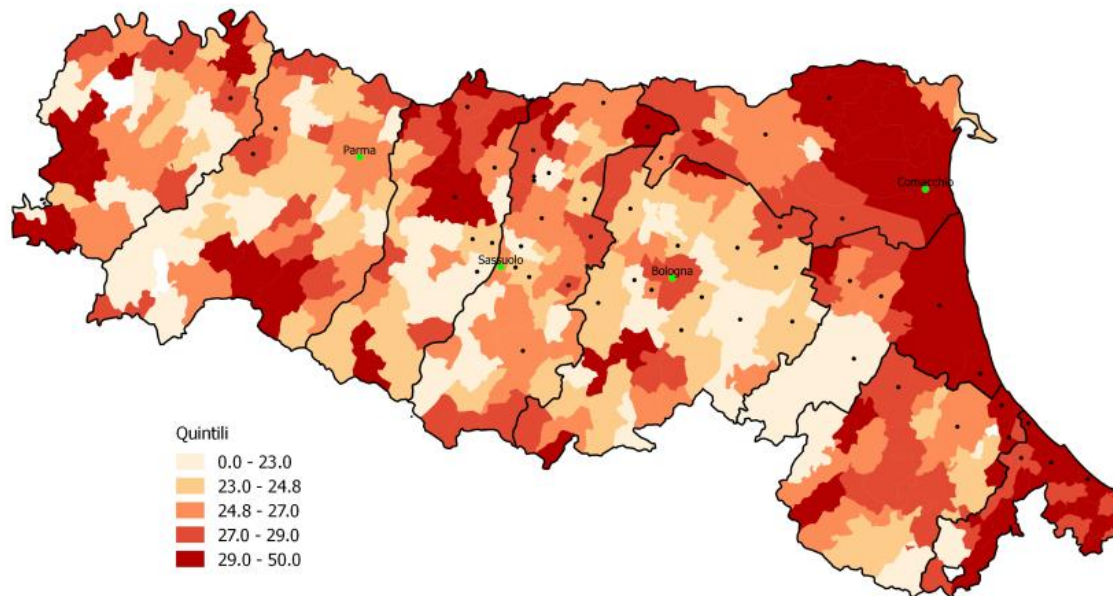 Parma
Comacchio
Sassuolo
Bologna
Quintili
0.0 - 23.0
23.0 - 24.8
24.8 - 27.0
27.0 - 29.0
29.0 - 50.0